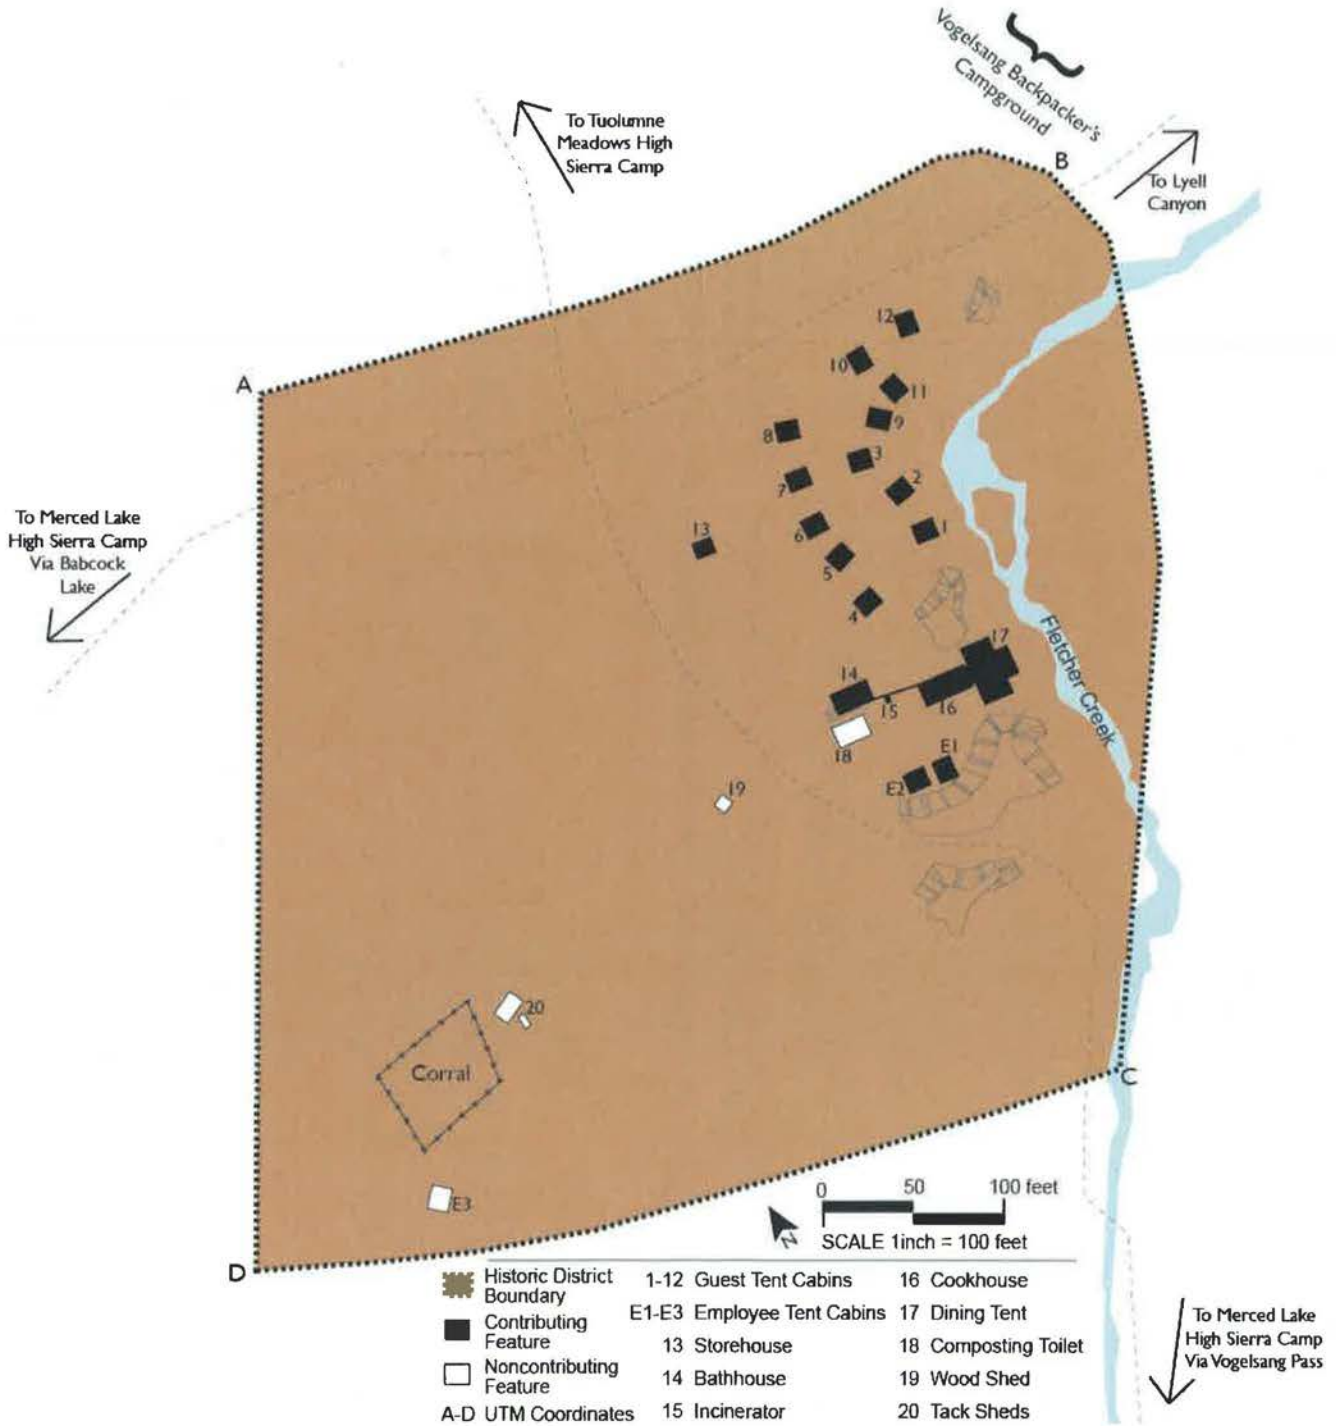 Vogelsang Backpacker's
Campground
To Tuolumne
Meadows High
Sierra Camp
B
To Lyell
Canyon
A
12
10
11
9
8
3
7
2
13
6
1
5
4
To Merced Lake
High Sierra Camp
Via Babcock
Lake
17
Fletcher Creek
14
15
16
18
E1
E2
19
20
Corral
C
E3
D
0 50 100 feet
N
SCALE 1inch = 100 feet
Historic District
Boundary
Contributing
Feature
Noncontributing
Feature
A-D UTM Coordinates
1-12 Guest Tent Cabins
E1-E3 Employee Tent Cabins
13 Storehouse
14 Bathhouse
15 Incinerator
16 Cookhouse
17 Dining Tent
18 Composting Toilet
19 Wood Shed
20 Tack Sheds
To Merced Lake
High Sierra Camp
Via Vogelsang Pass